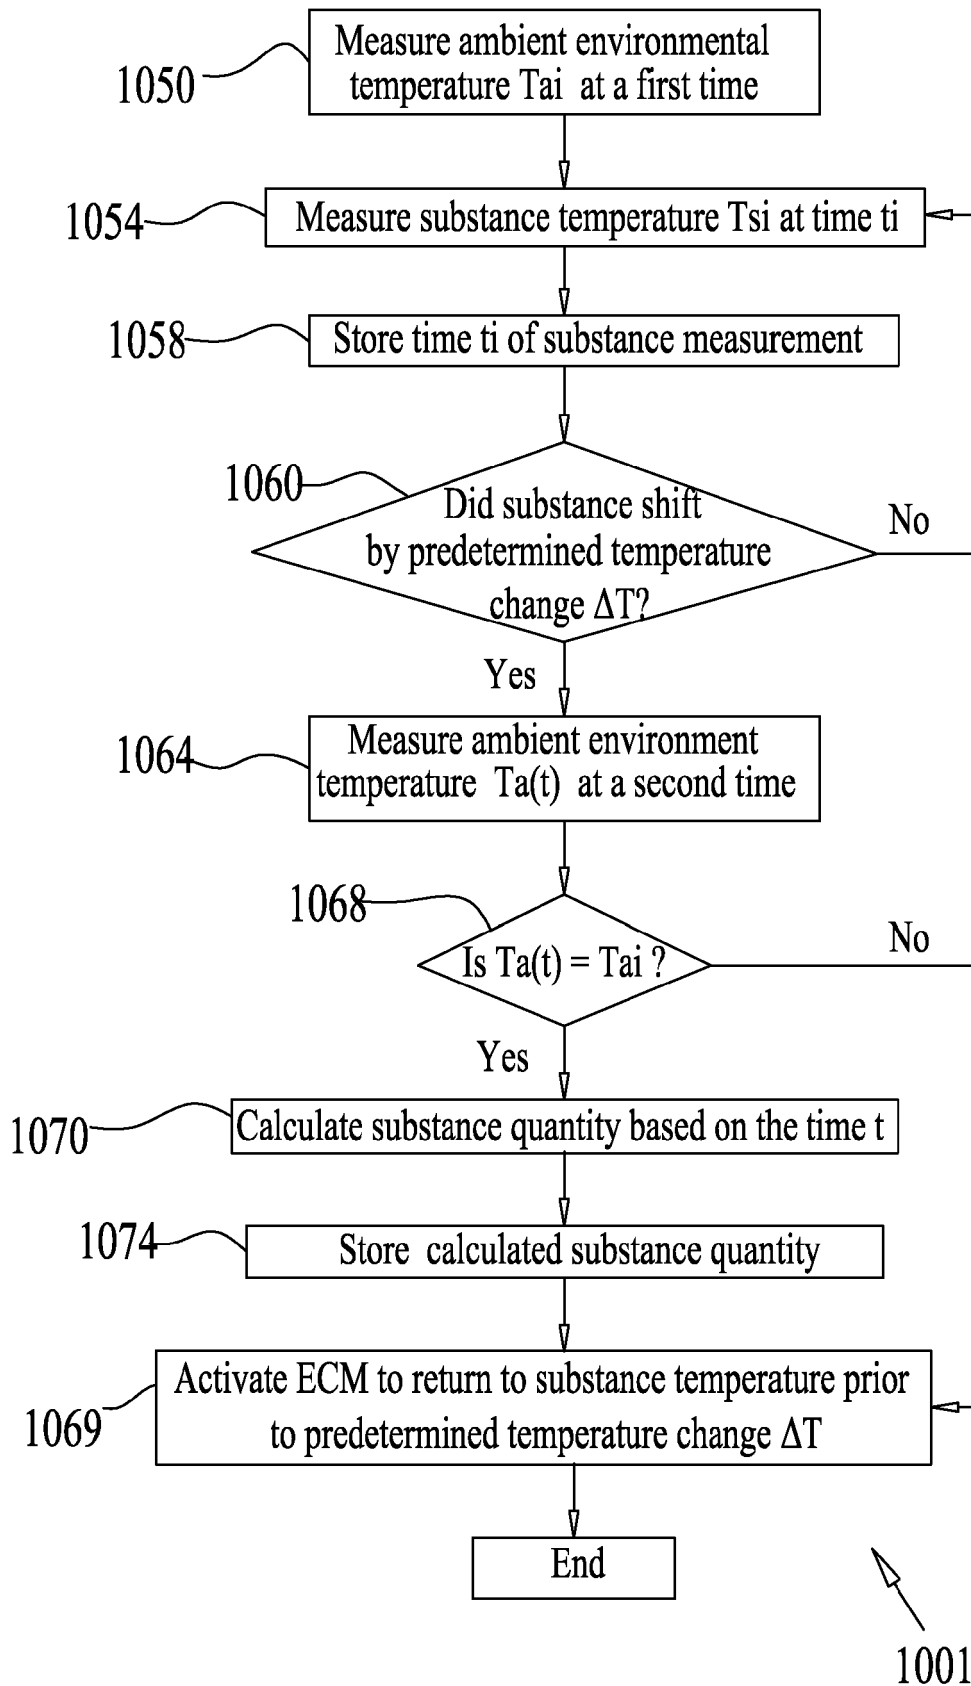 Measure ambient environmental
temperature Tai at a first time
1050
1054
Measure substance temperature Tsi at time ti
1058
Store time ti of substance measurement
1060
Did substance shift
by predetermined temperature
change ΔT?
No
Yes
1064
Measure ambient environment
temperature Ta(t) at a second time
1068
Is Ta(t) = Tai ?
No
Yes
1070
Calculate substance quantity based on the time t
1074
Store calculated substance quantity
1069
Activate ECM to return to substance temperature prior
to predetermined temperature change ΔT
End
1001